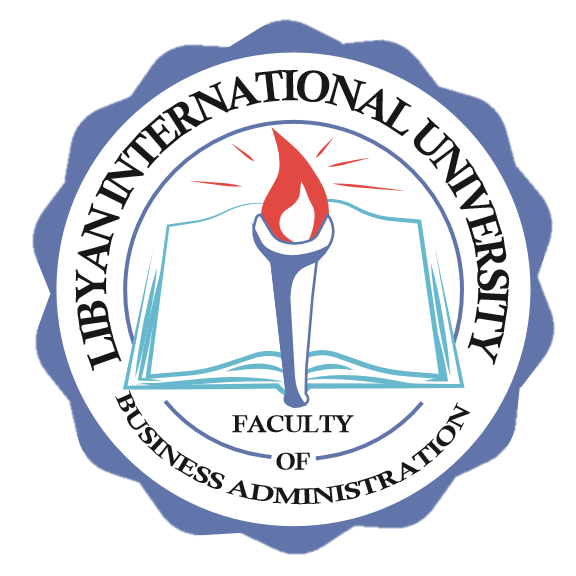 LIBYAN INTERNATIONAL UNIVERSITY
FACULTY
OF
BUSINESS ADMINISTRATION